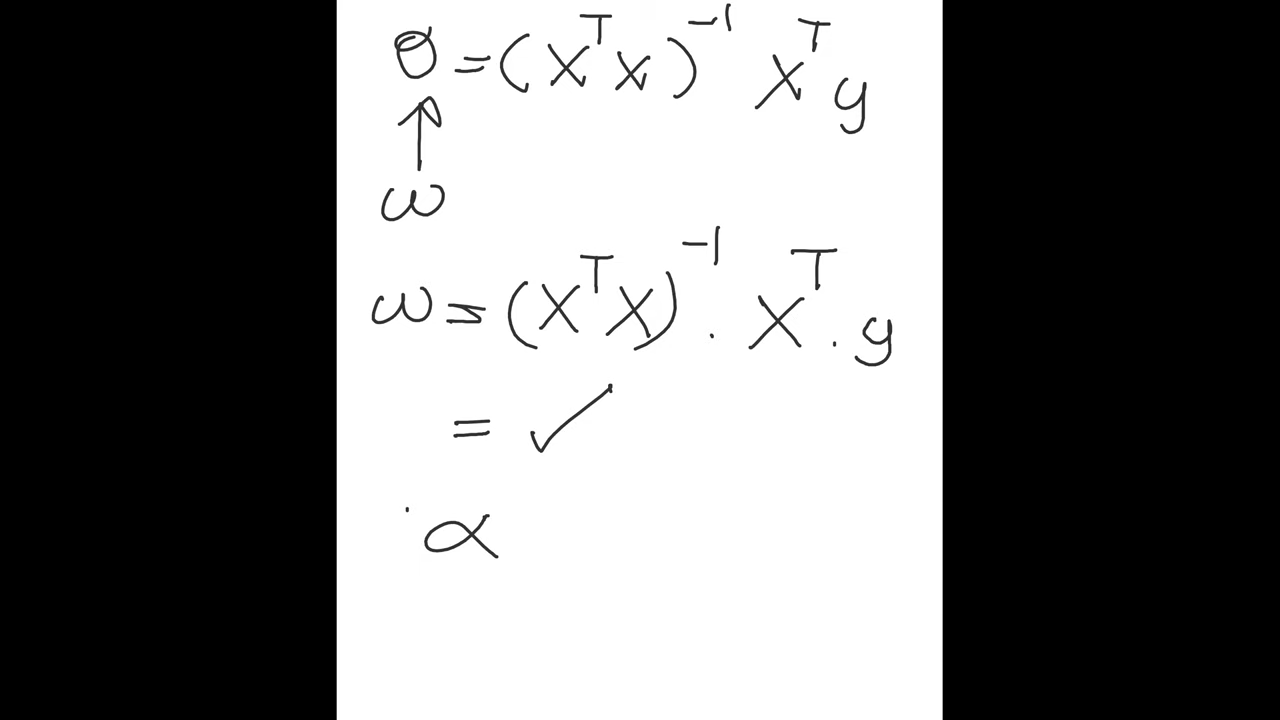 θ = (Xᵀx)⁻¹ Xᵀy
↑
ω
ω = (XᵀX)⁻¹ . Xᵀ . y
= ✓
α